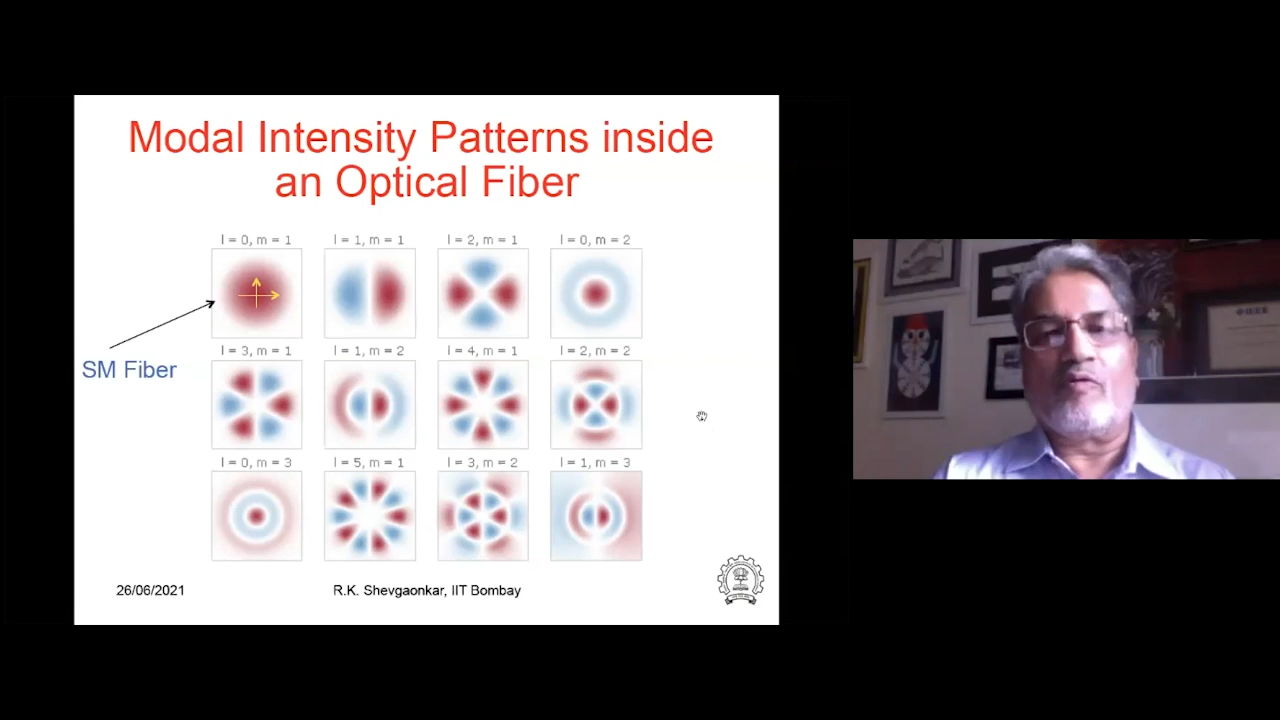 Modal Intensity Patterns inside
an Optical Fiber
l = 0, m = 1
l = 1, m = 1
l = 2, m = 1
l = 0, m = 2
SM Fiber
l = 3, m = 1
l = 1, m = 2
l = 4, m = 1
l = 2, m = 2
l = 0, m = 3
l = 5, m = 1
l = 3, m = 2
l = 1, m = 3
26/06/2021
R.K. Shevgaonkar, IIT Bombay
IEEE